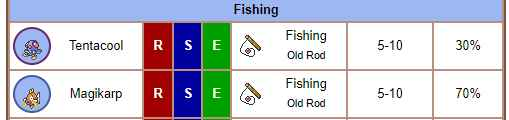 Fishing
Tentacool R S E Fishing Old Rod 5-10 30%
Magikarp R S E Fishing Old Rod 5-10 70%